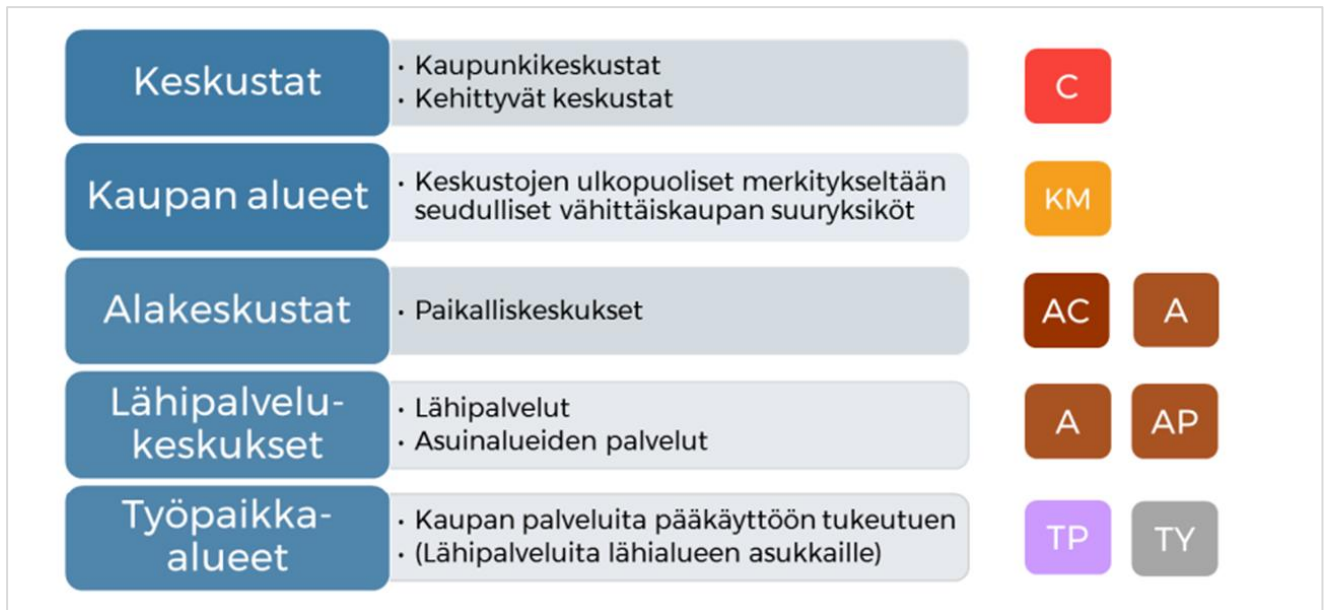 Keskustat
· Kaupunkikeskustat
· Kehittyvät keskustat
C
Kaupan alueet
· Keskustojen ulkopuoliset merkitykseltään
seudulliset vähittäiskaupan suuryksiköt
KM
Alakeskustat
· Paikalliskeskukset
AC A
Lähipalvelu-
keskukset
· Lähipalvelut
· Asuinalueiden palvelut
A AP
Työpaikka-
alueet
· Kaupan palveluita pääkäyttöön tukeutuen
· (Lähipalveluita lähialueen asukkaille)
TP TY